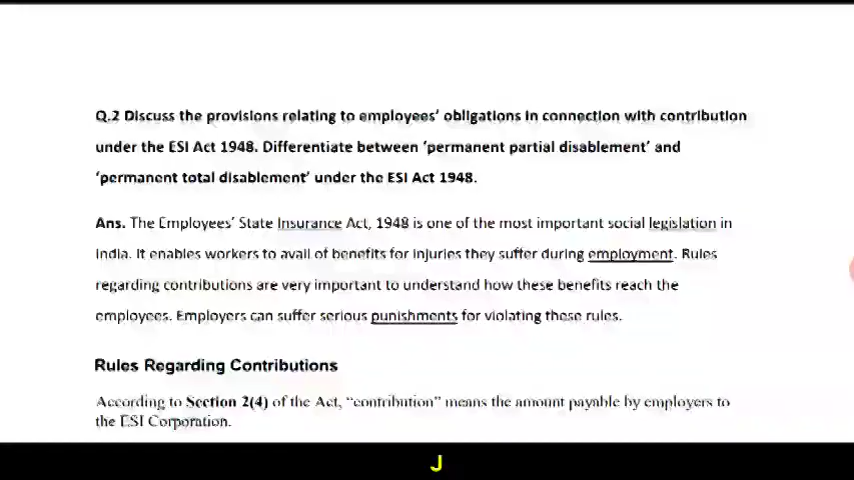 Q.2 Discuss the provisions relating to employees' obligations in connection with contribution
under the ESI Act 1948. Differentiate between 'permanent partial disablement' and
'permanent total disablement' under the ESI Act 1948.
Ans. The Employees' State Insurance Act, 1948 is one of the most important social legislation in
India. It enables workers to avail of benefits for injuries they suffer during employment. Rules
regarding contributions are very important to understand how these benefits reach the
employees. Employers can suffer serious punishments for violating these rules.
Rules Regarding Contributions
According to Section 2(4) of the Act, "contribution" means the amount payable by employers to
the ESI Corporation.
J